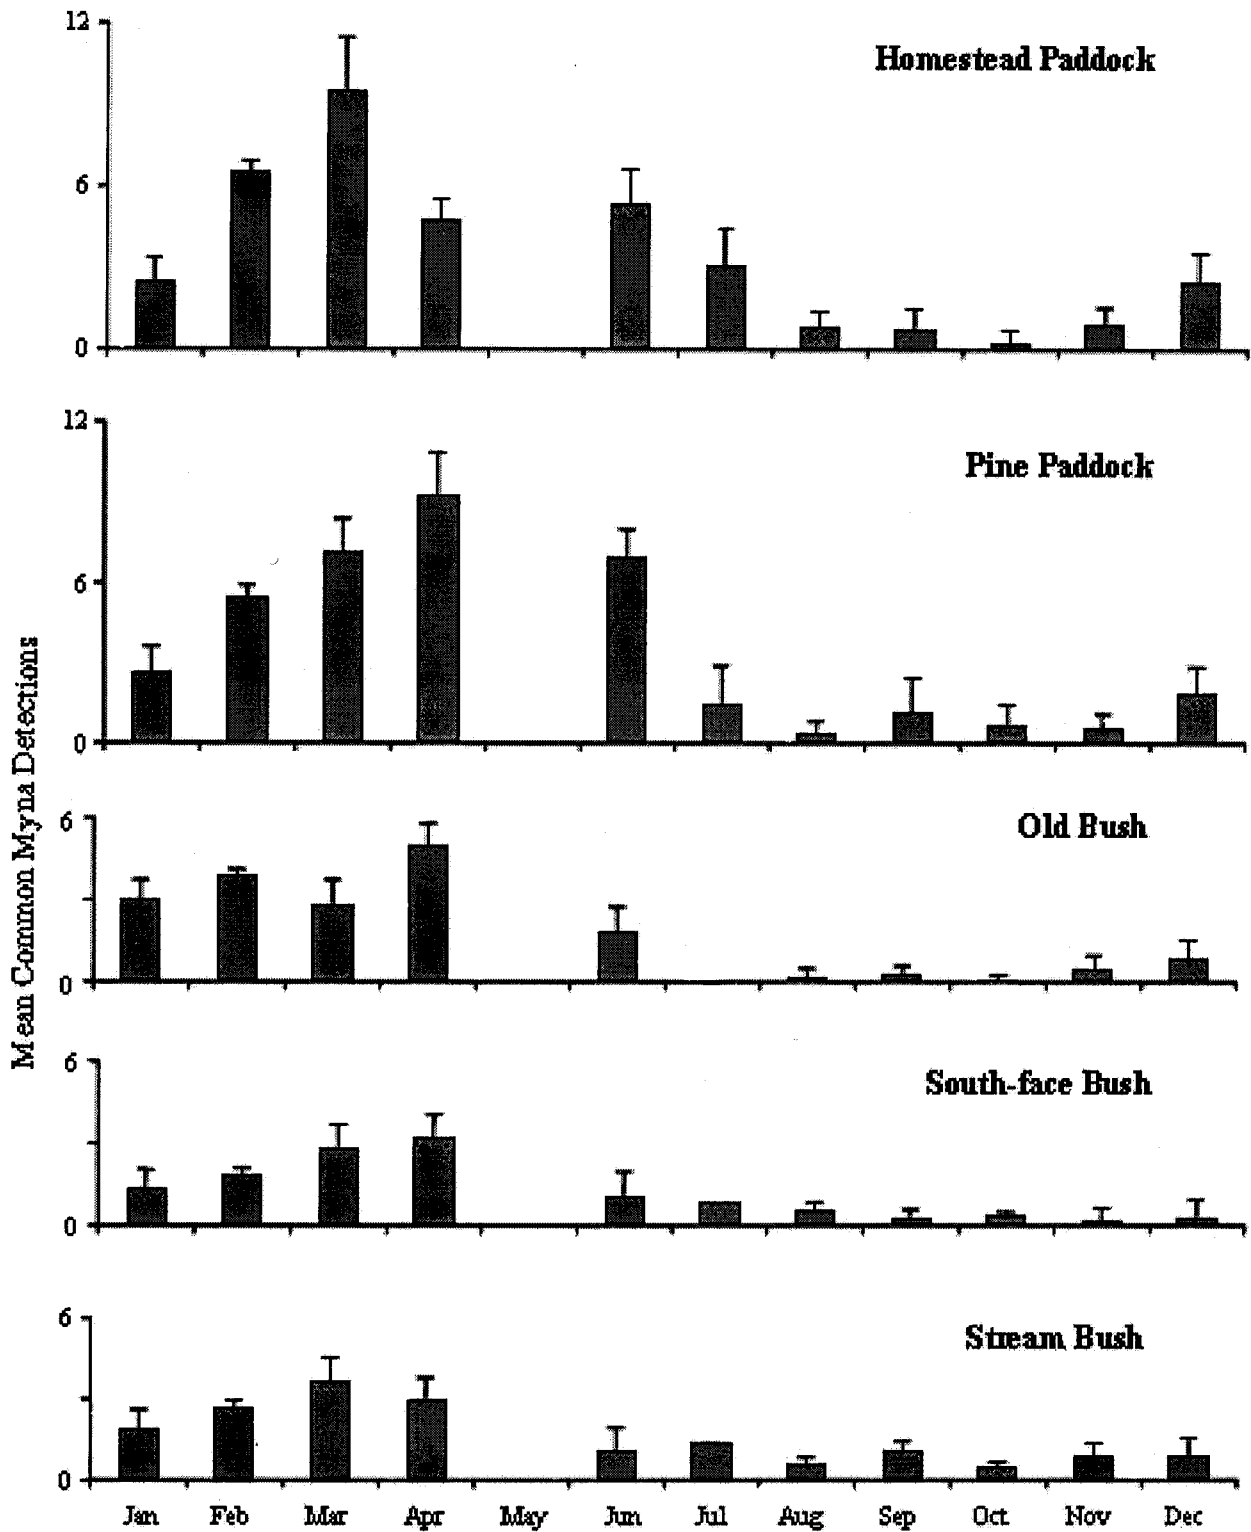 12
Homestead Paddock
6
0
12
Pine Paddock
6
0
Mean Common Myna Detections
6
Old Bush
0
6
South-face Bush
0
6
Stream Bush
0
Jan Feb Mar Apr May Jun Jul Aug Sep Oct Nov Dec